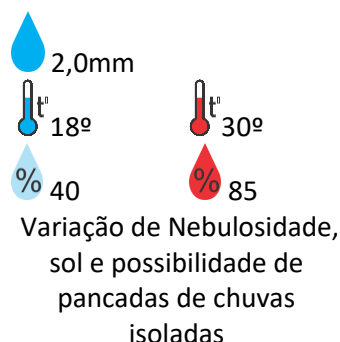 2,0mm
t° 18º t° 30º
% 40 % 85
Variação de Nebulosidade,
sol e possibilidade de
pancadas de chuvas
isoladas